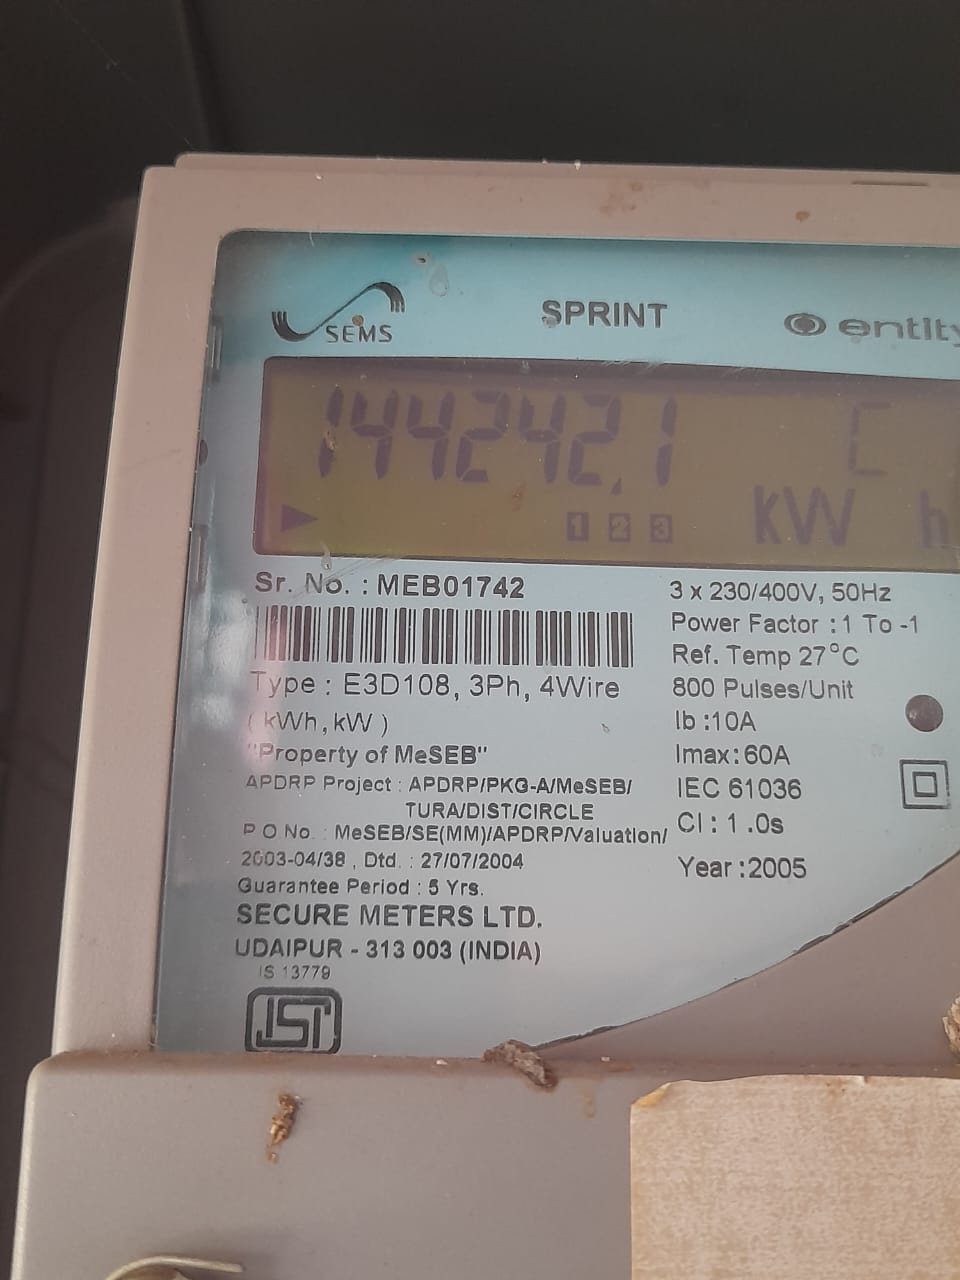 SEMS
SPRINT
entity
144242.1 C
1 2 3 kW h
Sr. No. : MEB01742
Type : E3D108, 3Ph, 4Wire
( kWh, kW )
"Property of MeSEB"
APDRP Project : APDRP/PKG-A/MeSEB/
TURA/DIST/CIRCLE
P O No. : MeSEB/SE(MM)/APDRP/Valuation/
2003-04/38 , Dtd. : 27/07/2004
Guarantee Period : 5 Yrs.
SECURE METERS LTD.
UDAIPUR - 313 003 (INDIA)
IS 13779
ISI
3 x 230/400V, 50Hz
Power Factor : 1 To -1
Ref. Temp 27°C
800 Pulses/Unit
Ib :10A
Imax: 60A
IEC 61036
Cl : 1.0s
Year :2005